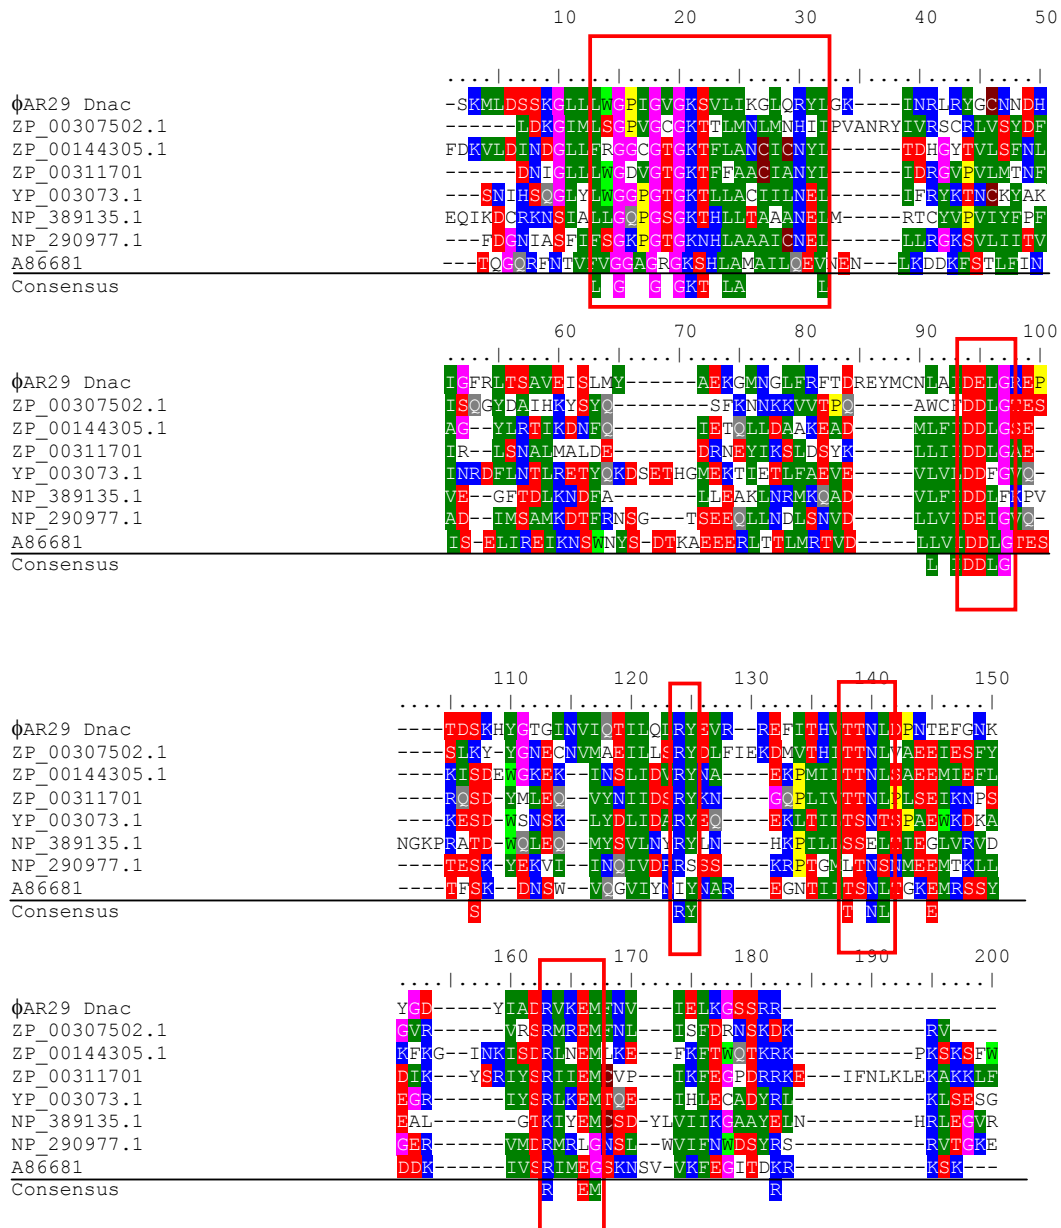 10 20 30 40 50
....|....|....|....|....|....|....|....|....|....|
ϕAR29 Dnac -SKMLDSSKGLLLWGPIGVGKSVLIKGLQRYLGK----INRLRYGCNNDH
ZP_00307502.1 ------LDKGIMLSGPVGCGKTTLMNLMNHIIPVANRYIVRSCRLVSYDF
ZP_00144305.1 FDKVLDINDGLLFRGGCGTGKTFLANCICNYL------TDHGYTVLSFNL
ZP_00311701 ------DNIGLLLWGDVGTGKTFFAACIANYL------IDRGVPVLMTNF
YP_003073.1 ---SNIHSQGLYLWGGPGTGKTLLACIILNEL------IFRYKTNCKYAK
NP_389135.1 EQIKDCRKNSIALLGQPGSGKTHLLTAAANELM-----RTCYVPVIYFPF
NP_290977.1 ---FDGNIASFIFSGKPGTGKNHLAAAICNEL------LLRGKSVLIITV
A86681 ---TQGQRFNTVFVGGAGRGKSHLAMAILQEVNEN---LKDDKFSTLFIN
Consensus L G G GKT LA L
60 70 80 90 100
....|....|....|....|....|....|....|....|....|....|
ϕAR29 Dnac IGFRLTSAVEISLMY------AEKGMNGLFRFTDREYMCNLAIDELGREP
ZP_00307502.1 ISQGYDAIHKYSYQ-------SFKNNKKVVTPQ------AWCFDDLGTES
ZP_00144305.1 AG--YLRTIKDNFQ-------IETQLLDAAKEAD-----MLFIDDLGSE-
ZP_00311701 IR--LSNALMALDE-------DRNEYIKSLDSYK-----LLIIDDLGAE-
YP_003073.1 INRDFLNTLRETYQKDSETHGMEKTIETLFAEVE-----VLVIDDFGVQ-
NP_389135.1 VE--GFTDLKNDFA-------LLEAKLNRMKQAD-----VLFIDDLFKPV
NP_290977.1 AD--IMSAMKDTFRNSG---TSEEQLLNDLSNVD-----LLVIDEIGVQ-
A86681 IS-ELIREIKNSWNYS-DTKAEEERLTTLMRTVD-----LLVIDDLGTES
Consensus L IDDLG
110 120 130 140 150
....|....|....|....|....|....|....|....|....|....|
ϕAR29 Dnac ----TDSKHYGTGINVIQTILQIRYEVR--REFITHVTTNLDPNTEFGNK
ZP_00307502.1 ----SLKY-YGNECNVMAEILLSRYDLFIEKDMVTHITTNLVAEEIESFY
ZP_00144305.1 ----KISDEWGKEK--INSLIDVRYNA----EKPMIITTNLSAEEMIEFL
ZP_00311701 ----RQSD-YMLEQ--VYNIIDSRYKN----GQPLIVTTNLPLSEIKNPS
YP_003073.1 ----KESD-WSNSK--LYDLIDARYEQ----EKLTIITSNTSPAEWKDKA
NP_389135.1 NGKPRATD-WQLEQ--MYSVLNYRYLN----HKPILISSELTIEGLVRVD
NP_290977.1 ----TESK-YEKVI--INQIVDRRSSS----KRPTGMLTNSNMEEMTKLL
A86681 ----TFSK--DNSW--VQGVIYNIYNAR---EGNTIITSNLTGKEMRSSY
Consensus S RY T NL E
160 170 180 190 200
....|....|....|....|....|....|....|....|....|....|
ϕAR29 Dnac YGD-----YIADRVKEMFNV---IELKGSSRR------------------
ZP_00307502.1 GVR------VRSRMREMFNL---ISFDRNSKDK-----------RV----
ZP_00144305.1 KFKG--INKISDRLNEMLKE---FKFTWQTKRK----------PKSKSFW
ZP_00311701 DIK---YSRIYSRIIEMCVP---IKFEGPDRRKE---IFNLKLEKAKKLF
YP_003073.1 EGR------IYSRLKEMTQE---IHLECADYRL-----------KLSESG
NP_389135.1 EAL------GIKIYEMCSD-YLVIIKGAAYELN----------HRLEGVR
NP_290977.1 GER------VMDRMRLGNSL--WVIFNWDSYRS-----------RVTGKE
A86681 DDK------IVSRIMEGSKNSV-VKFEGITDKR-----------KSK---
Consensus R EM R